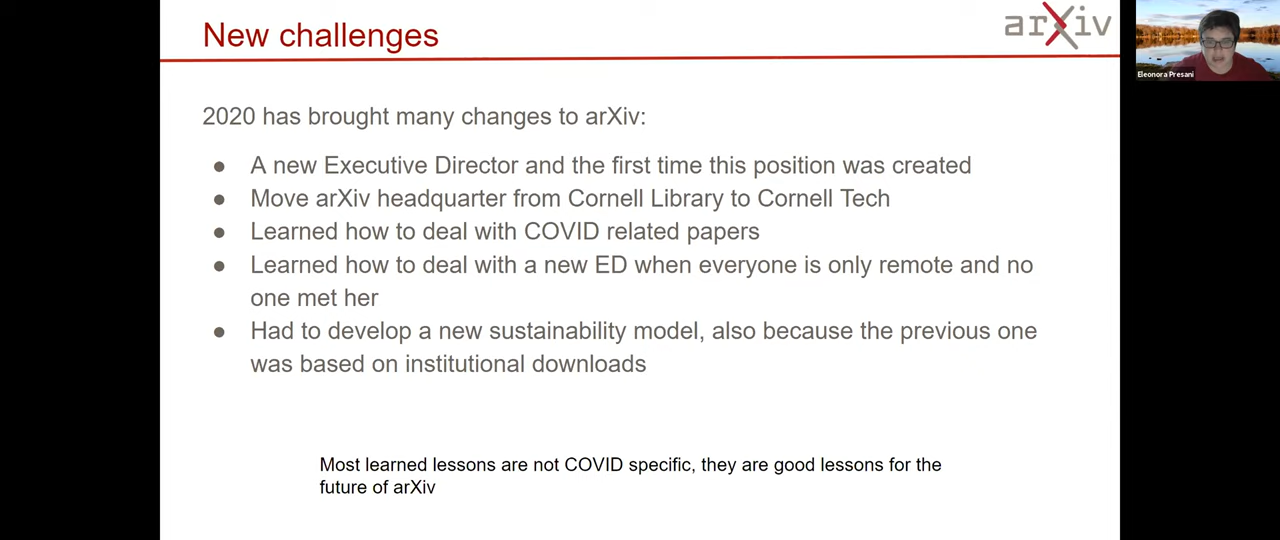 New challenges
arXiv
Eleonora Presani
2020 has brought many changes to arXiv:
● A new Executive Director and the first time this position was created
● Move arXiv headquarter from Cornell Library to Cornell Tech
● Learned how to deal with COVID related papers
● Learned how to deal with a new ED when everyone is only remote and no
one met her
● Had to develop a new sustainability model, also because the previous one
was based on institutional downloads
Most learned lessons are not COVID specific, they are good lessons for the
future of arXiv